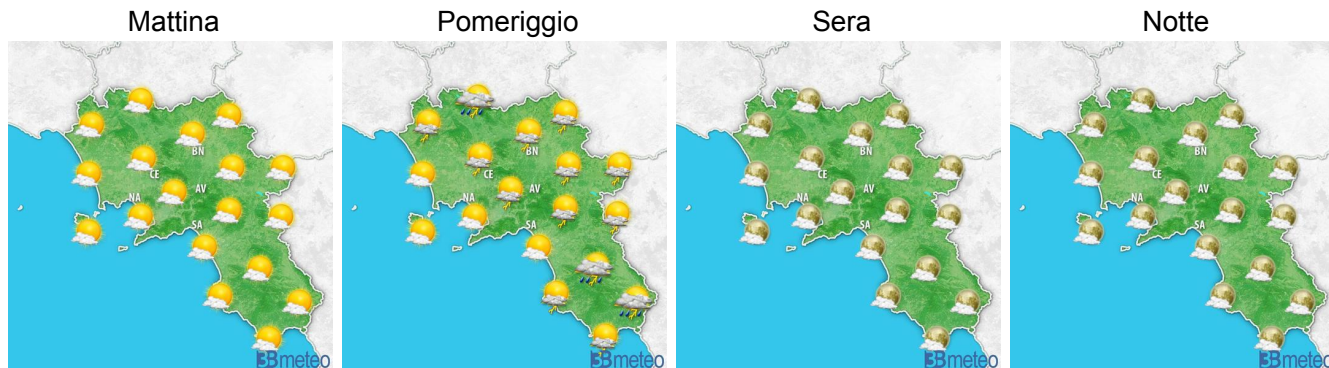 Mattina
Pomeriggio
Sera
Notte
BN
CE
AV
NA
SA
3Bmeteo
BN
CE
AV
NA
SA
3Bmeteo
BN
CE
AV
NA
SA
3Bmeteo
BN
CE
AV
NA
SA
3Bmeteo